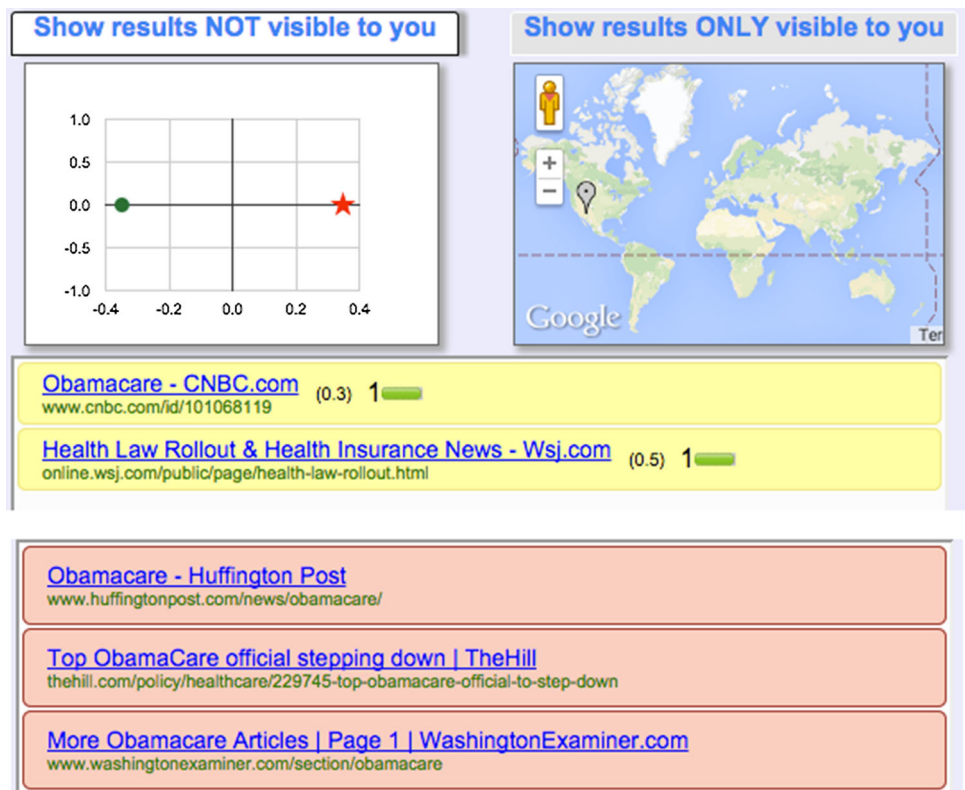 Show results NOT visible to you
Show results ONLY visible to you
1.0
0.5
0.0
-0.5
-1.0
-0.4 -0.2 0.0 0.2 0.4
+
−
Google
Ter
Obamacare - CNBC.com (0.3) 1
www.cnbc.com/id/101068119
Health Law Rollout & Health Insurance News - Wsj.com (0.5) 1
online.wsj.com/public/page/health-law-rollout.html
Obamacare - Huffington Post
www.huffingtonpost.com/news/obamacare/
Top ObamaCare official stepping down | TheHill
thehill.com/policy/healthcare/229745-top-obamacare-official-to-step-down
More Obamacare Articles | Page 1 | WashingtonExaminer.com
www.washingtonexaminer.com/section/obamacare